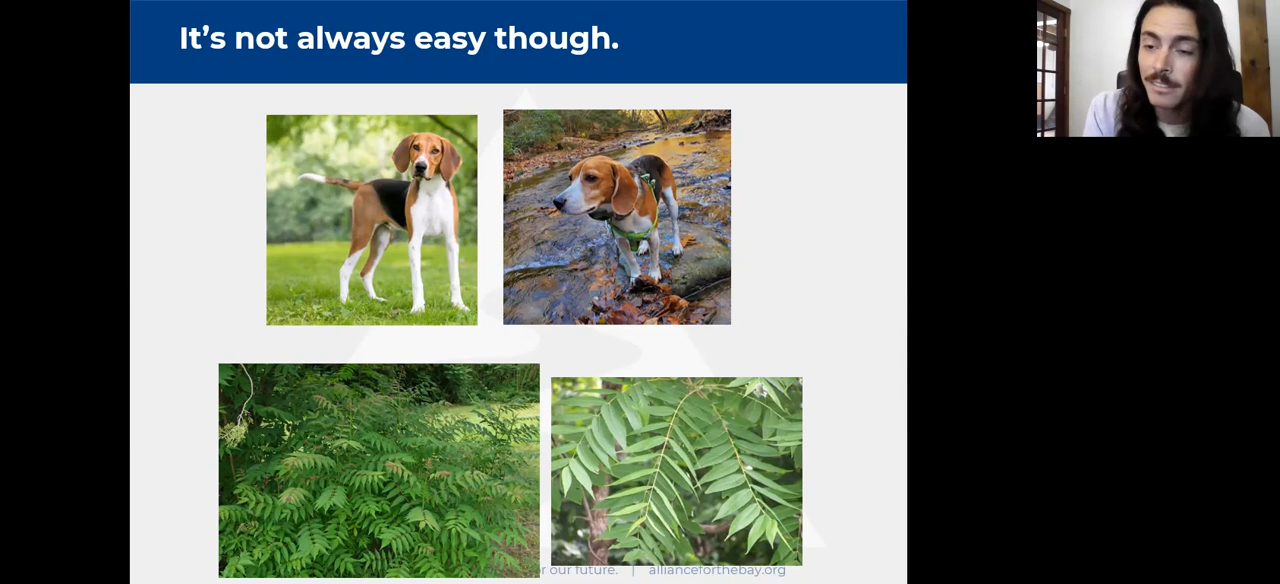 It's not always easy though.
r our future. | allianceforthebay.org